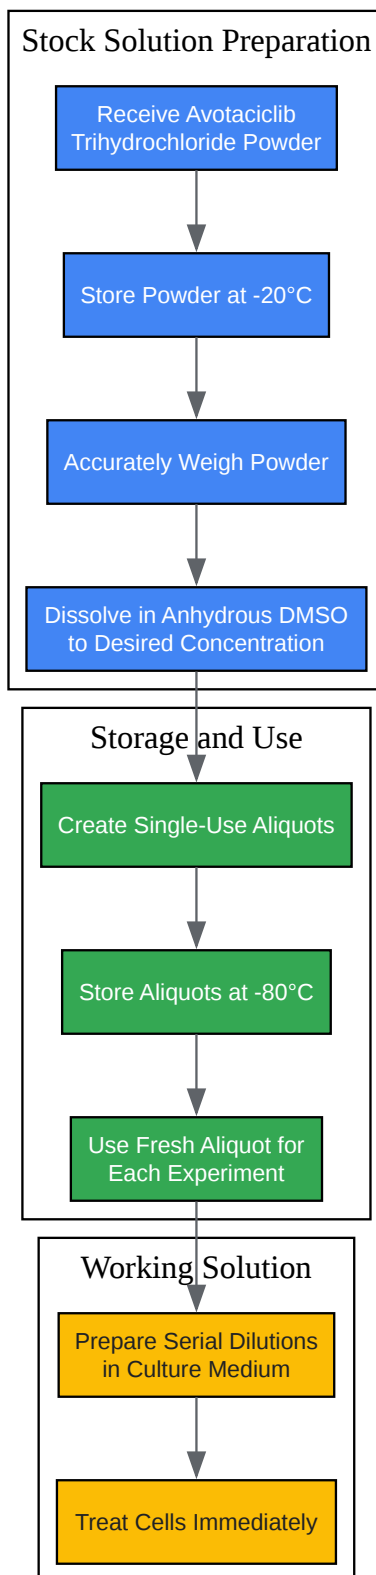 Stock Solution Preparation
Receive Avotaciclib
Trihydrochloride Powder
Store Powder at -20°C
Accurately Weigh Powder
Dissolve in Anhydrous DMSO
to Desired Concentration
Storage and Use
Create Single-Use Aliquots
Store Aliquots at -80°C
Use Fresh Aliquot for
Each Experiment
Working Solution
Prepare Serial Dilutions
in Culture Medium
Treat Cells Immediately